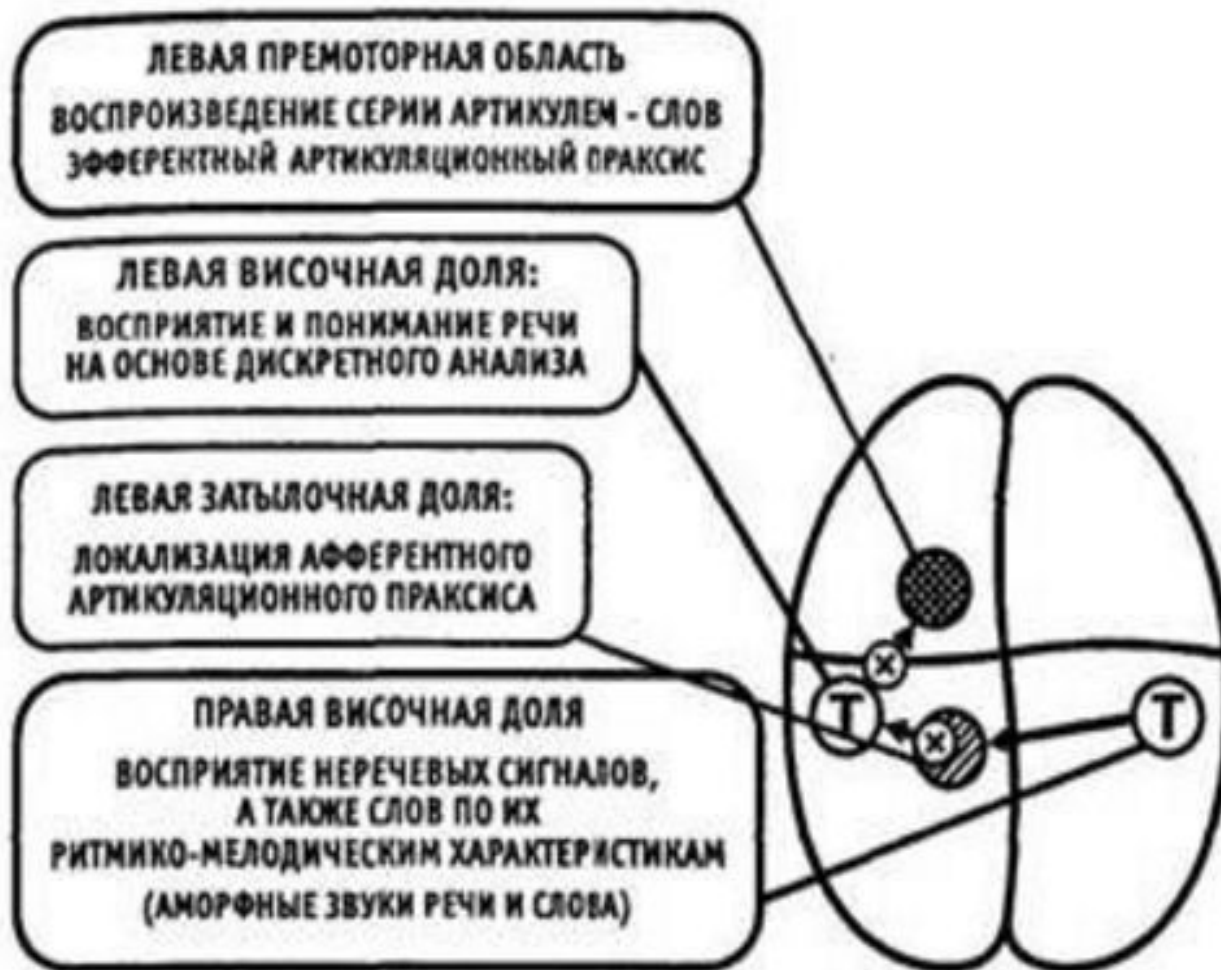 ЛЕВАЯ ПРЕМОТОРНАЯ ОБЛАСТЬ
ВОСПРОИЗВЕДЕНИЕ СЕРИИ АРТИКУЛЕМ - СЛОВ
ЭФФЕРЕНТНЫЙ АРТИКУЛЯЦИОННЫЙ ПРАКСИС
ЛЕВАЯ ВИСОЧНАЯ ДОЛЯ:
ВОСПРИЯТИЕ И ПОНИМАНИЕ РЕЧИ
НА ОСНОВЕ ДИСКРЕТНОГО АНАЛИЗА
ЛЕВАЯ ЗАТЫЛОЧНАЯ ДОЛЯ:
ЛОКАЛИЗАЦИЯ АФФЕРЕНТНОГО
АРТИКУЛЯЦИОННОГО ПРАКСИСА
ПРАВАЯ ВИСОЧНАЯ ДОЛЯ
ВОСПРИЯТИЕ НЕРЕЧЕВЫХ СИГНАЛОВ,
А ТАКЖЕ СЛОВ ПО ИХ
РИТМИКО-МЕЛОДИЧЕСКИМ ХАРАКТЕРИСТИКАМ
(АМОРФНЫЕ ЗВУКИ РЕЧИ И СЛОВА)
×
Т
×
Т